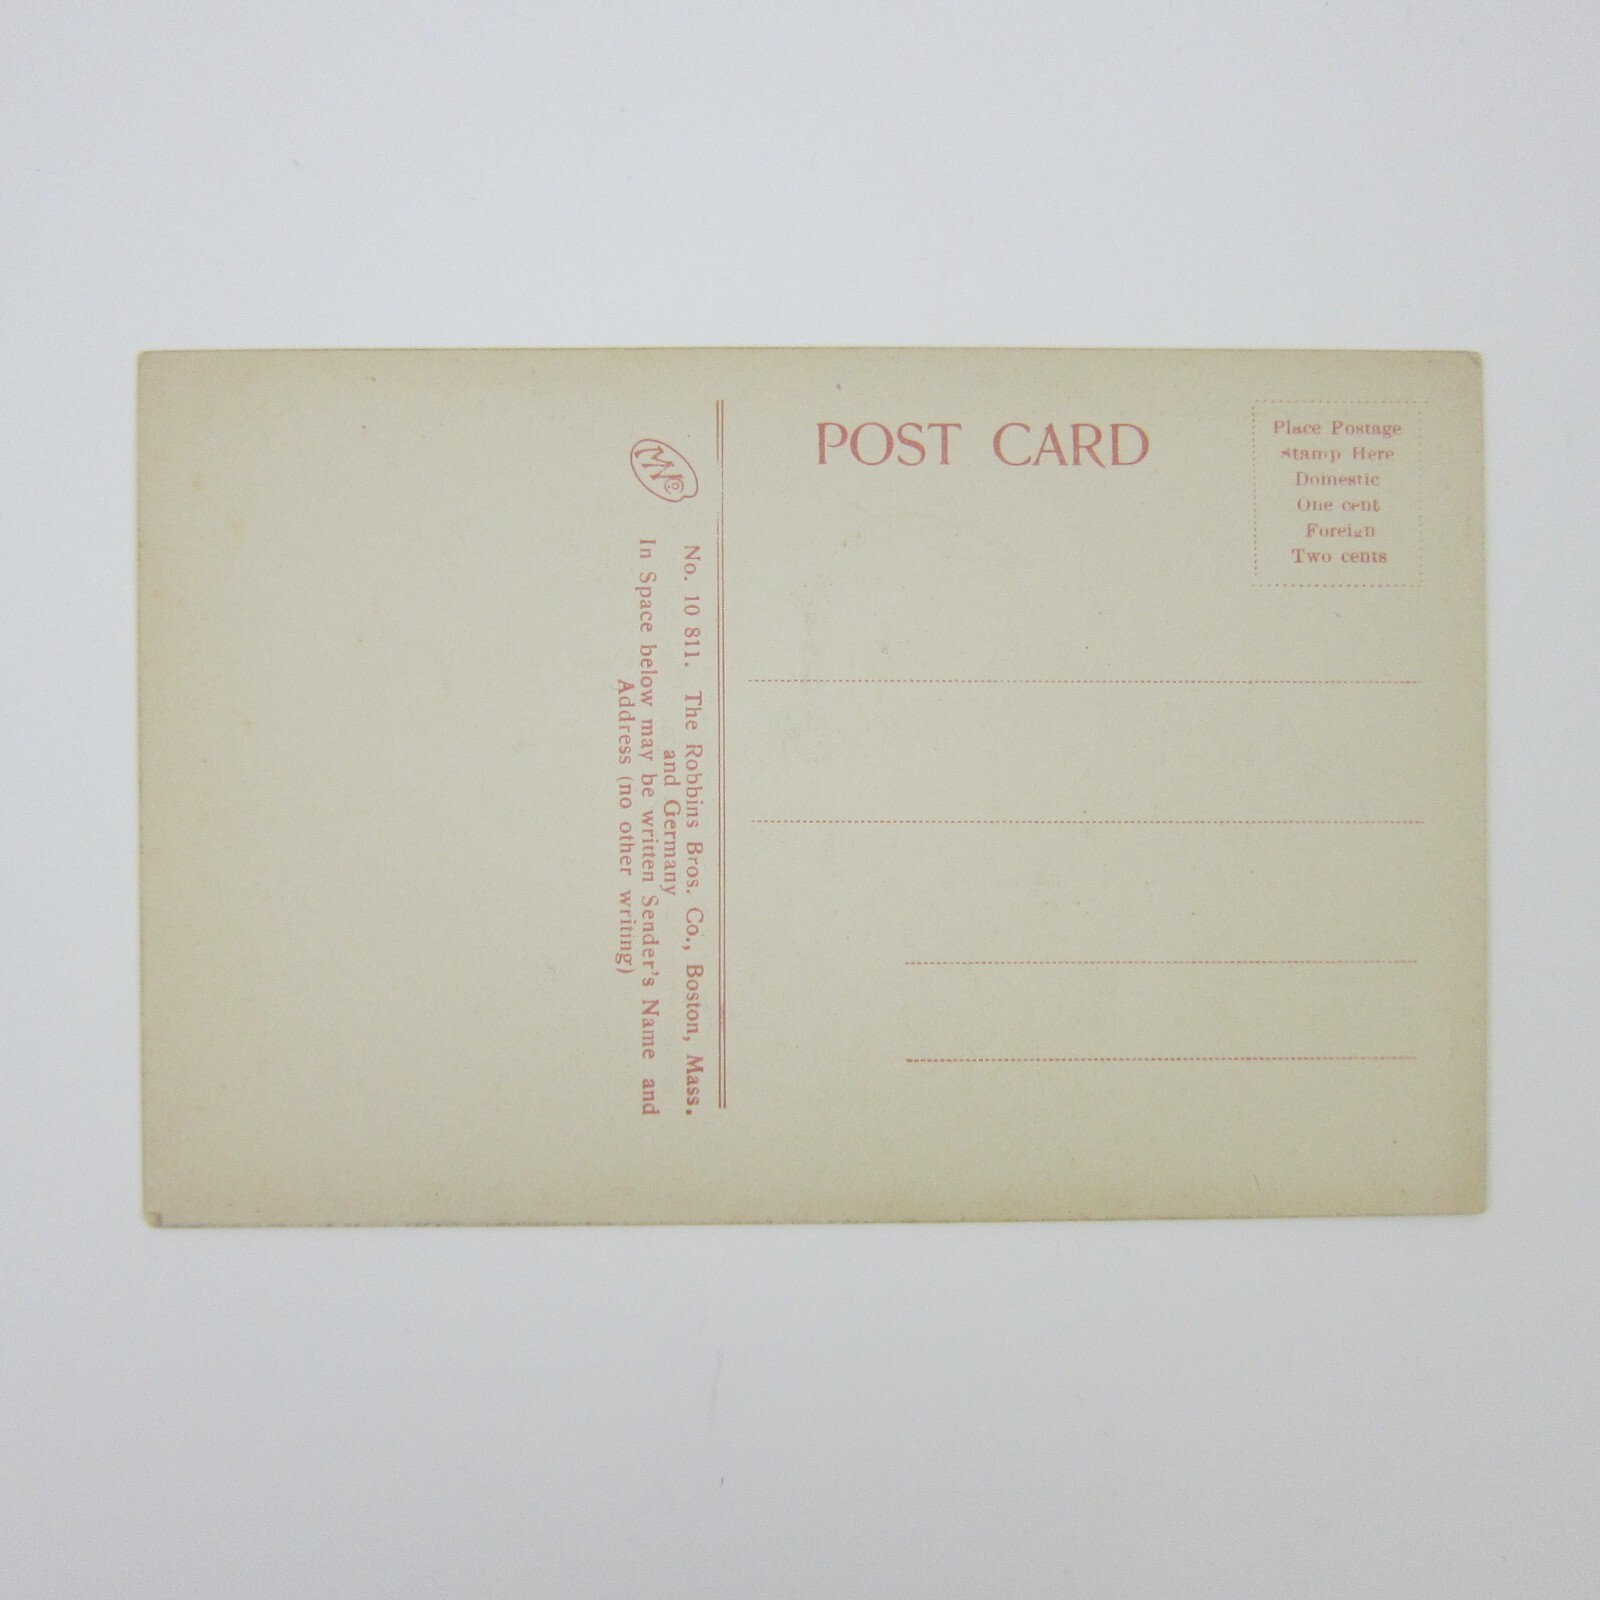 POST CARD
Place Postage
Stamp Here
Domestic
One cent
Foreign
Two cents
No. 10 811. The Robbins Bros. Co., Boston, Mass.
and Germany
In Space below may be written Sender's Name and
Address (no other writing)